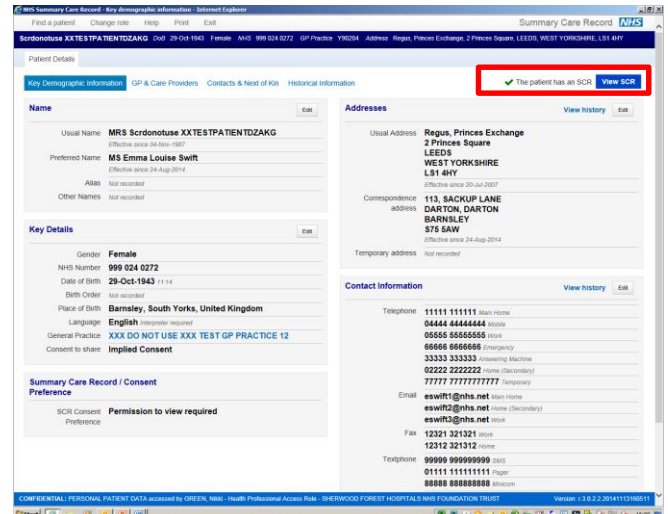 NHS Summary Care Record - Key demographic information - Internet Explorer
Find a patient Change role Help Print Exit Summary Care Record NHS
Scrdonotuse XXTESTPATIENTDZAKG DoB 29-Oct-1943 Female NHS 999 024 0272 GP Practice Y90204 Address Regus, Princes Exchange, 2 Princes Square, LEEDS, WEST YORKSHIRE, LS1 4HY
Patient Details
Key Demographic Information GP & Care Providers Contacts & Next of Kin Historical Information
The patient has an SCR View SCR
Name Edit
Usual Name MRS Scrdonotuse XXTESTPATIENTDZAKG
Effective since 04-Nov-1987
Preferred Name MS Emma Louise Swift
Effective since 24-Aug-2014
Alias Not recorded
Other Names Not recorded
Key Details Edit
Gender Female
NHS Number 999 024 0272
Date of Birth 29-Oct-1943 11:14
Birth Order Not recorded
Place of Birth Barnsley, South Yorks, United Kingdom
Language English Interpreter required
General Practice XXX DO NOT USE XXX TEST GP PRACTICE 12
Consent to share Implied Consent
Summary Care Record / Consent
Preference
SCR Consent Permission to view required
Preference
Addresses View history Edit
Usual Address Regus, Princes Exchange
2 Princes Square
LEEDS
WEST YORKSHIRE
LS1 4HY
Effective since 20-Jul-2007
Correspondence 113, SACKUP LANE
address DARTON, DARTON
BARNSLEY
S75 5AW
Effective since 24-Aug-2014
Temporary address Not recorded
Contact Information View history Edit
Telephone 11111 111111 Main Home
04444 44444444 Mobile
05555 55555555 Work
66666 6666666 Emergency
33333 333333 Answering Machine
02222 2222222 Home (Secondary)
77777 77777777777 Temporary
Email eswift1@nhs.net Main Home
eswift2@nhs.net Home (Secondary)
eswift3@nhs.net Work
Fax 12321 321321 Work
12312 321312 Home
Textphone 99999 999999999 SMS
01111 111111111 Pager
88888 888888888 Minicom
CONFIDENTIAL: PERSONAL PATIENT DATA accessed by GREEN, Nikki - Health Professional Access Role - SHERWOOD FOREST HOSPITALS NHS FOUNDATION TRUST Version: r.3.0.2.2.20141113160511